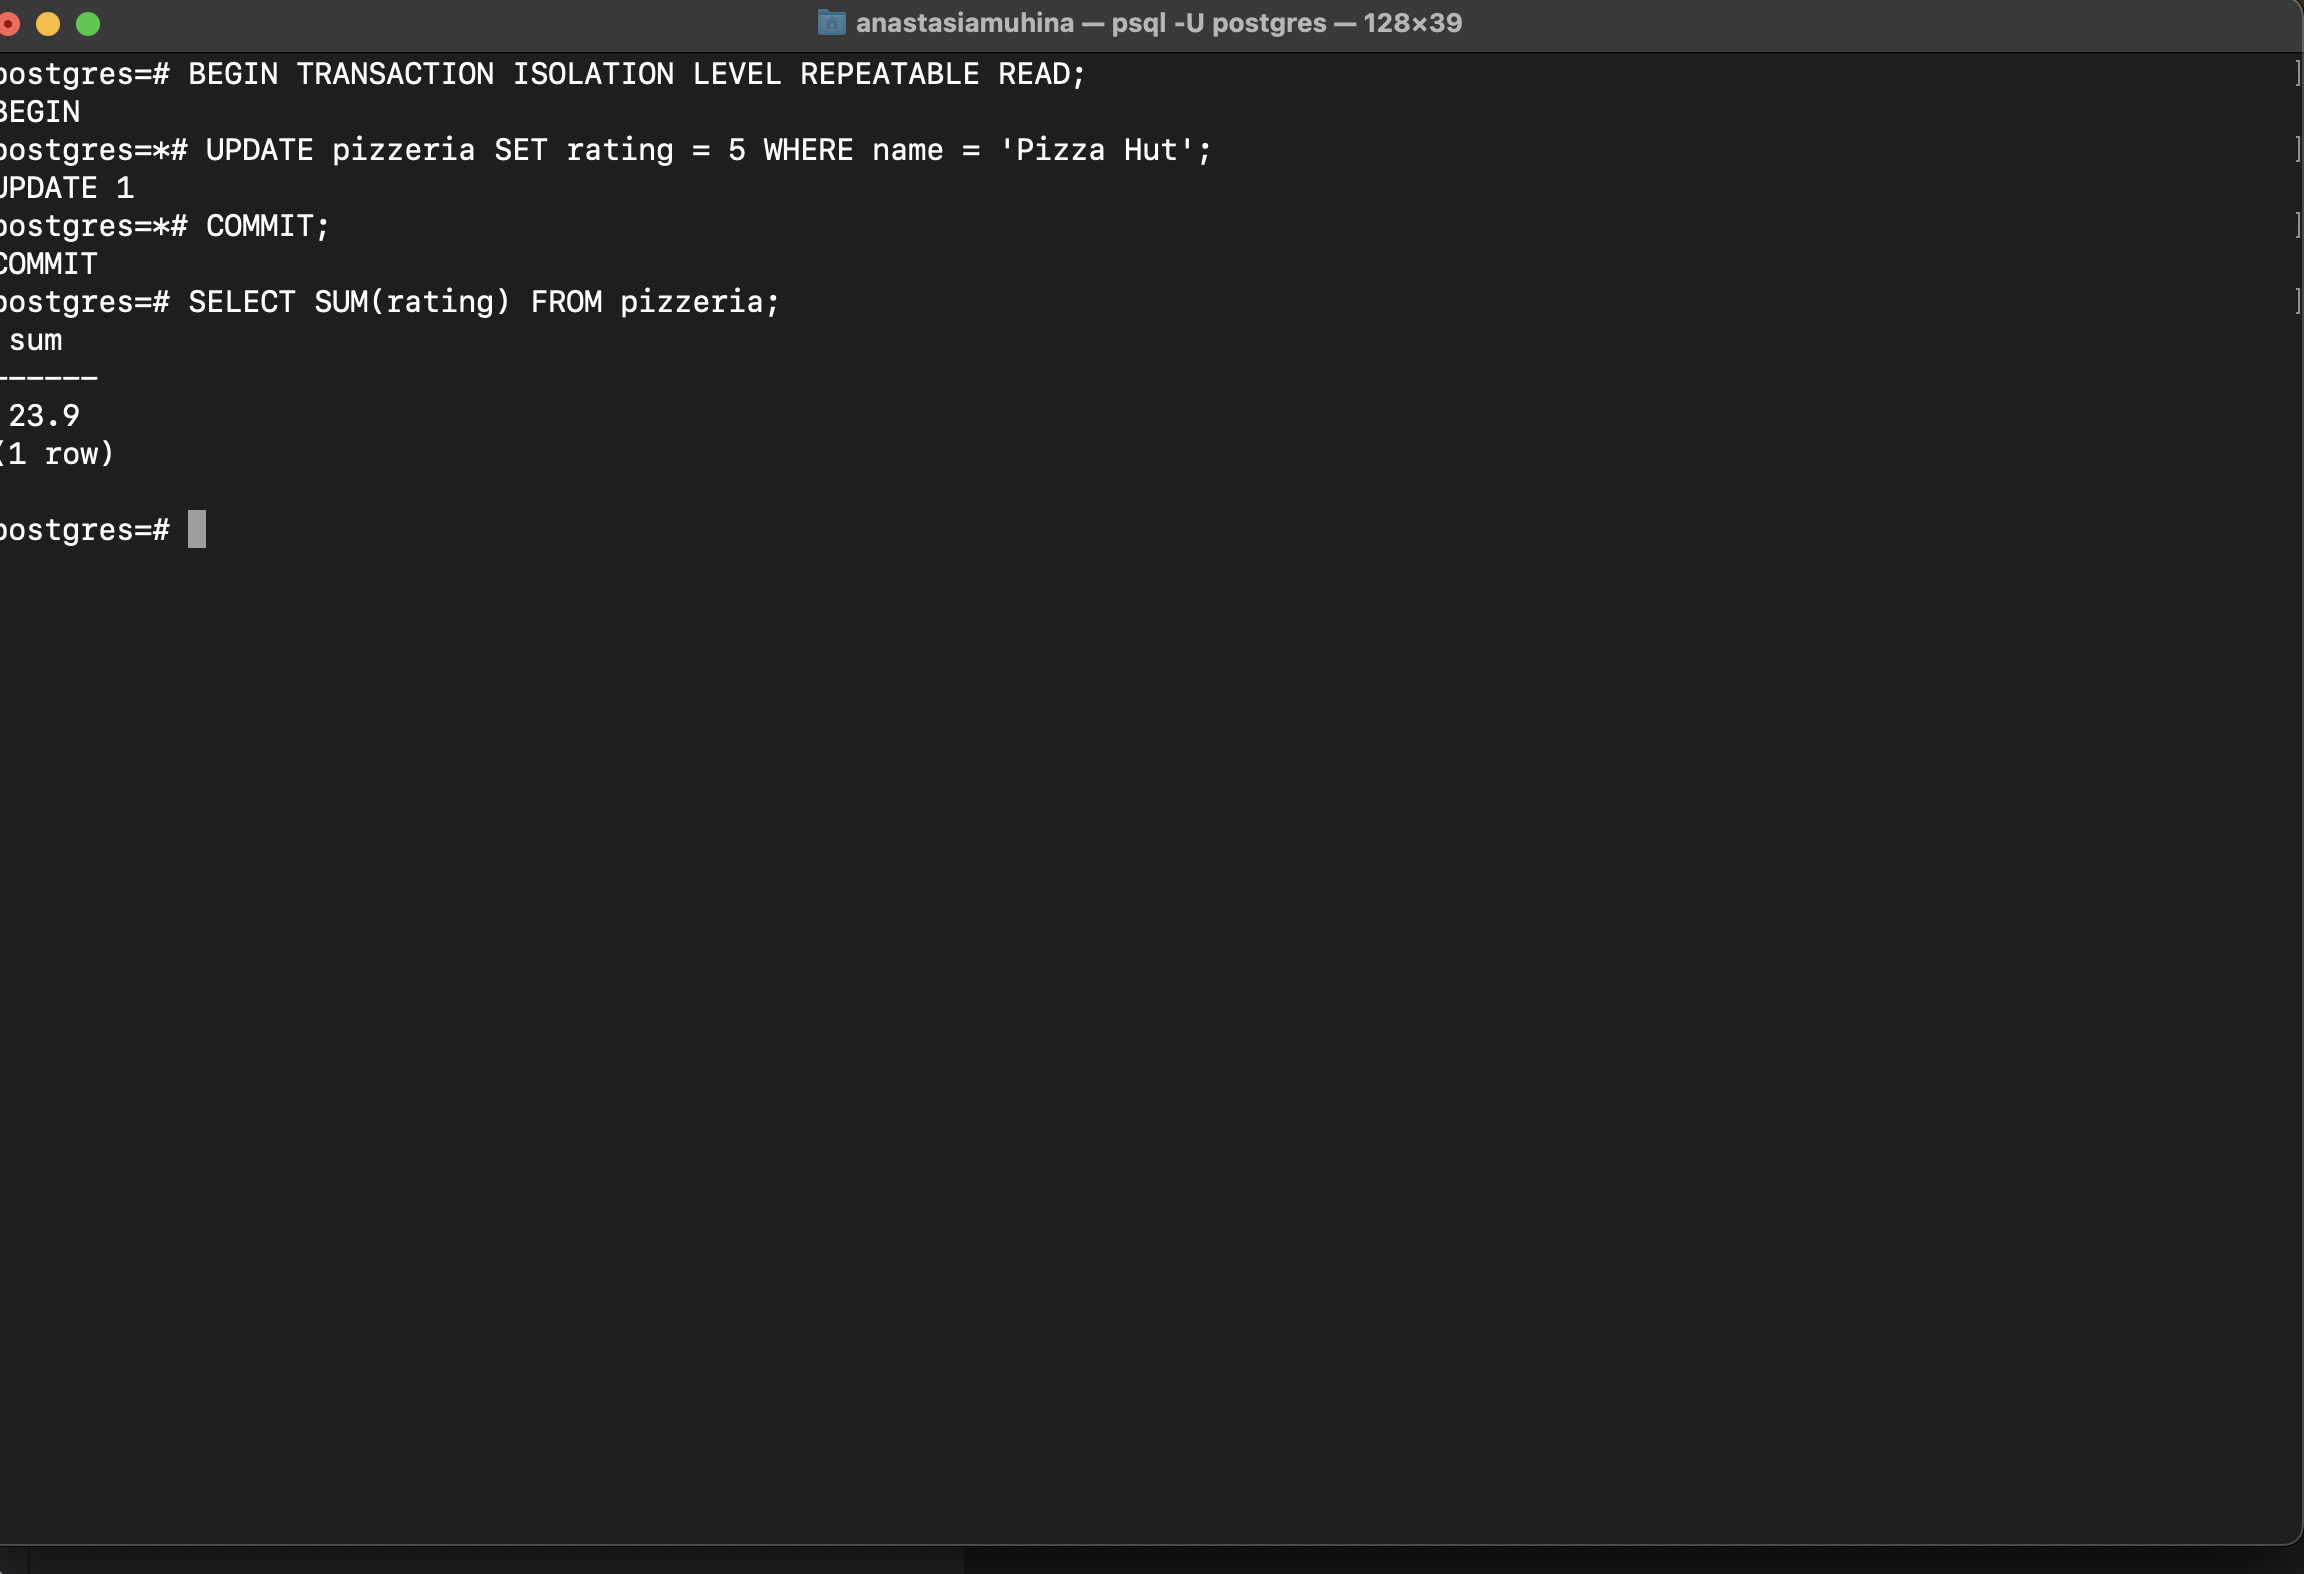 anastasiamuhina — psql -U postgres — 128×39
postgres=# BEGIN TRANSACTION ISOLATION LEVEL REPEATABLE READ;
BEGIN
postgres=*# UPDATE pizzeria SET rating = 5 WHERE name = 'Pizza Hut';
UPDATE 1
postgres=*# COMMIT;
COMMIT
postgres=# SELECT SUM(rating) FROM pizzeria;
sum
------
23.9
(1 row)
postgres=#